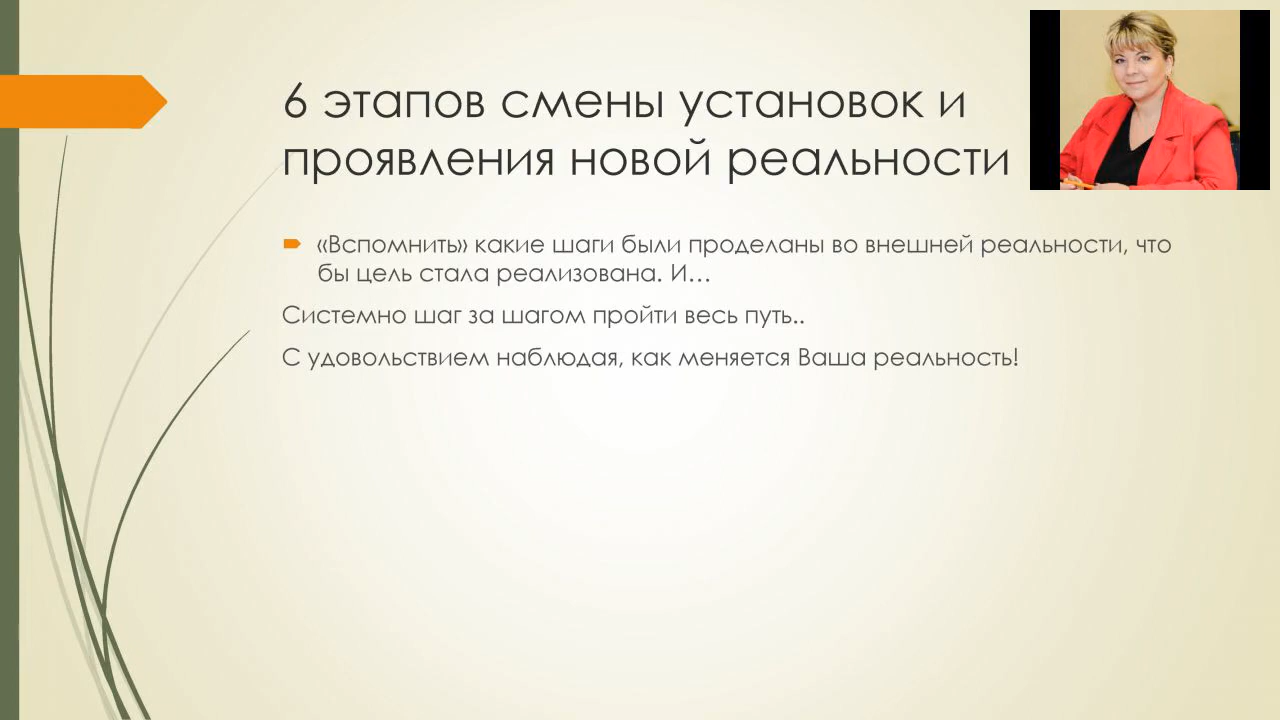 6 этапов смены установок и
проявления новой реальности
«Вспомнить» какие шаги были проделаны во внешней реальности, что
бы цель стала реализована. И...
Системно шаг за шагом пройти весь путь..
С удовольствием наблюдая, как меняется Ваша реальность!